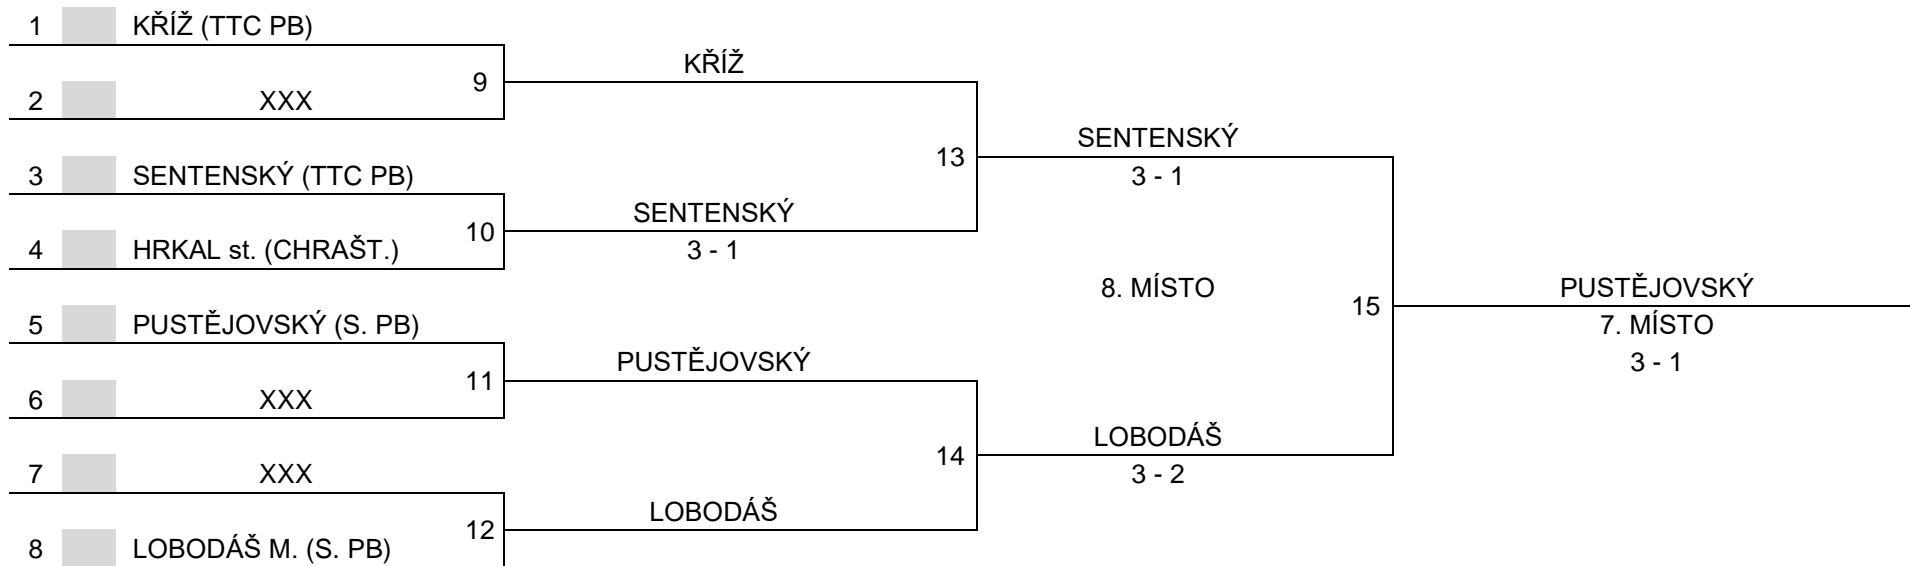 1 KŘÍŽ (TTC PB)
KŘÍŽ
9
2 XXX
SENTENSKÝ
13
3 SENTENSKÝ (TTC PB)
3 - 1
SENTENSKÝ
10
4 HRKAL st. (CHRAŠT.)
3 - 1
8. MÍSTO
PUSTĚJOVSKÝ
15
5 PUSTĚJOVSKÝ (S. PB)
7. MÍSTO
PUSTĚJOVSKÝ
3 - 1
11
6 XXX
LOBODÁŠ
14
7 XXX
3 - 2
LOBODÁŠ
12
8 LOBODÁŠ M. (S. PB)